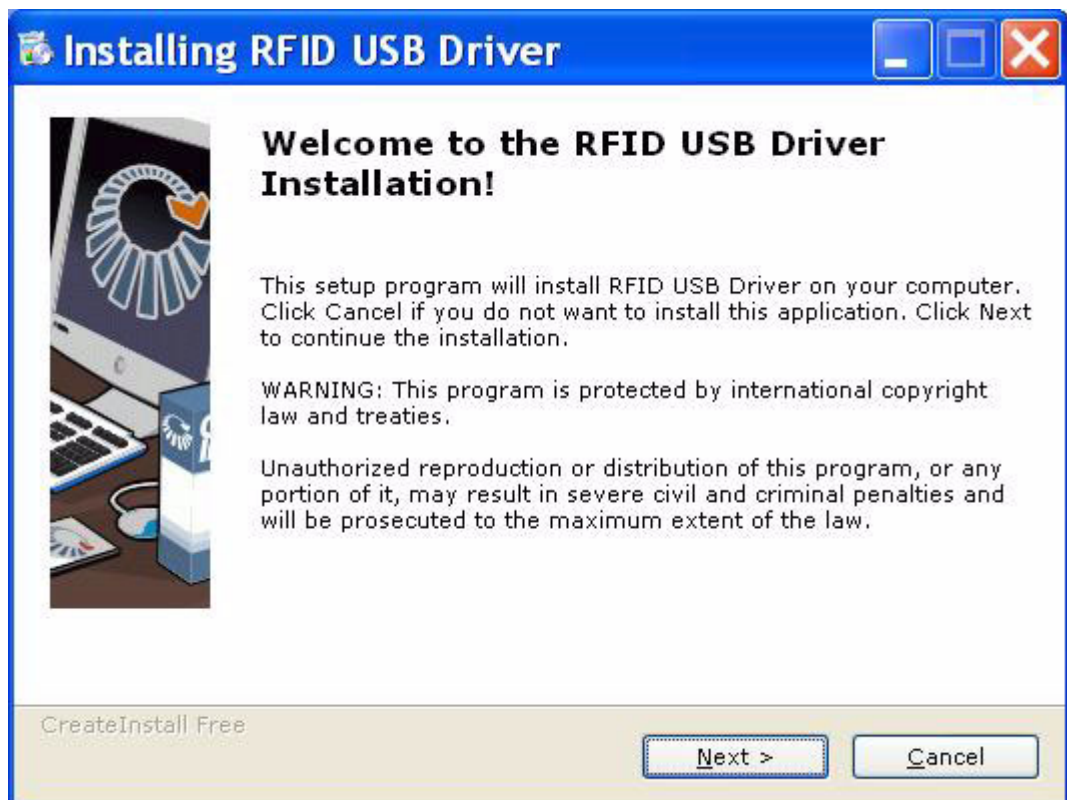 Installing RFID USB Driver
Welcome to the RFID USB Driver
Installation!
This setup program will install RFID USB Driver on your computer.
Click Cancel if you do not want to install this application. Click Next
to continue the installation.
WARNING: This program is protected by international copyright
law and treaties.
Unauthorized reproduction or distribution of this program, or any
portion of it, may result in severe civil and criminal penalties and
will be prosecuted to the maximum extent of the law.
CreateInstall Free
Next >
Cancel